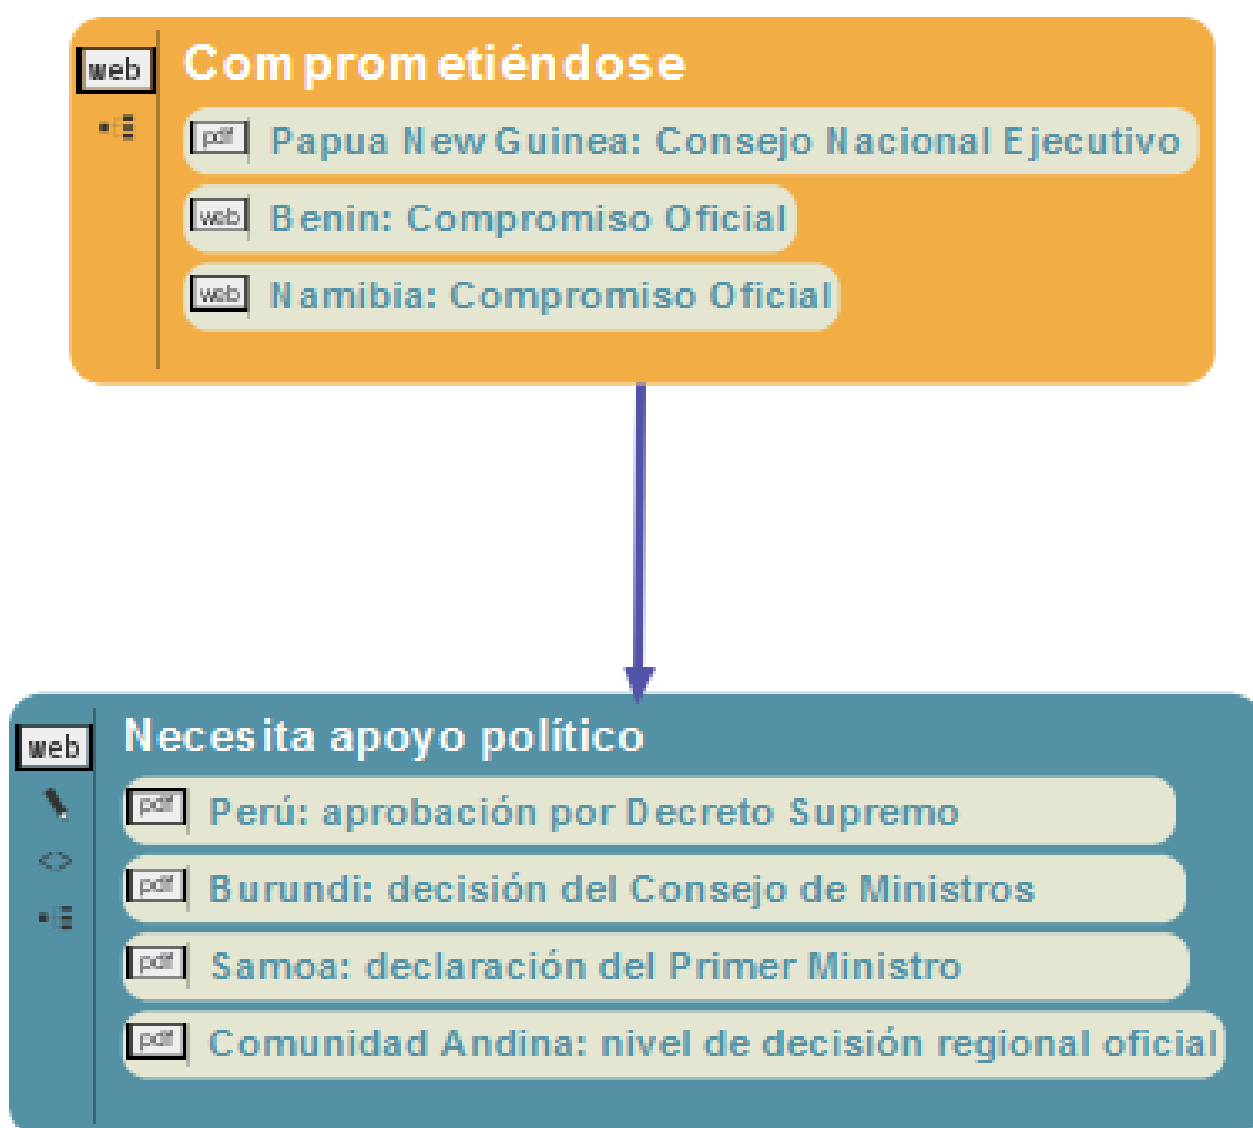 web
Comprometiéndose
pdf Papua New Guinea: Consejo Nacional Ejecutivo
web Benin: Compromiso Oficial
web Namibia: Compromiso Oficial
web
Necesita apoyo político
pdf Perú: aprobación por Decreto Supremo
pdf Burundi: decisión del Consejo de Ministros
pdf Samoa: declaración del Primer Ministro
pdf Comunidad Andina: nivel de decisión regional oficial